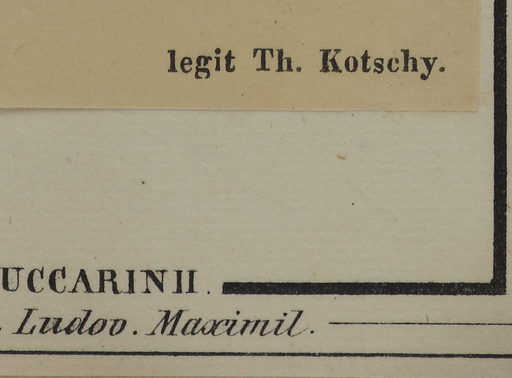 legit Th. Kotschy.
UCCARINII.
. Ludov. Maximil.